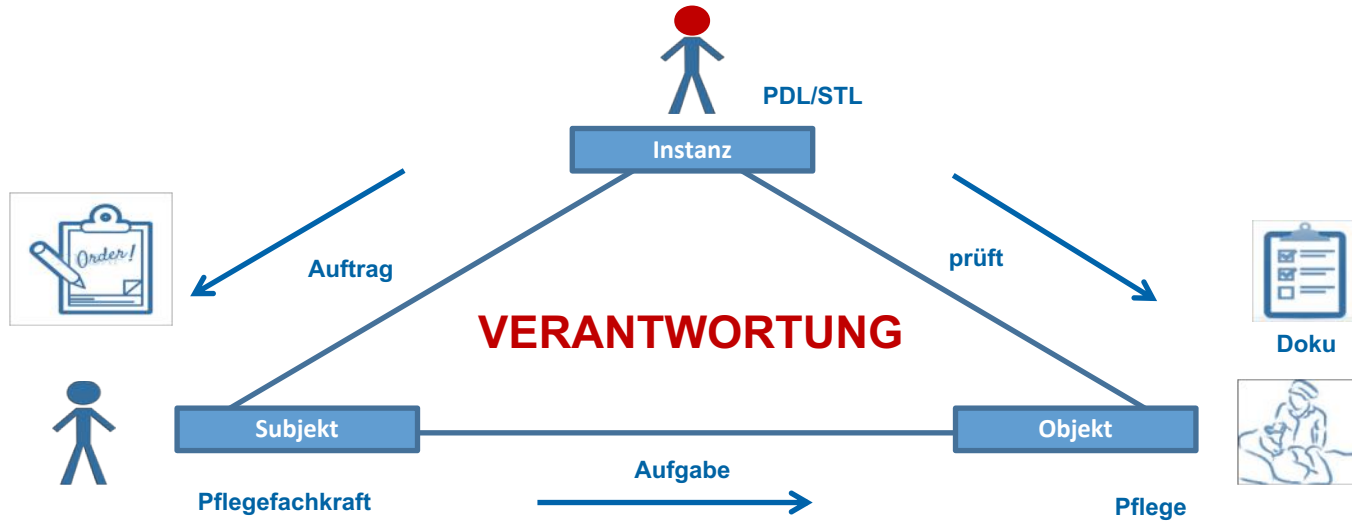 PDL/STL
Instanz
Order!
Auftrag
prüft
VERANTWORTUNG
Doku
Subjekt
Objekt
Aufgabe
Pflegefachkraft
Pflege